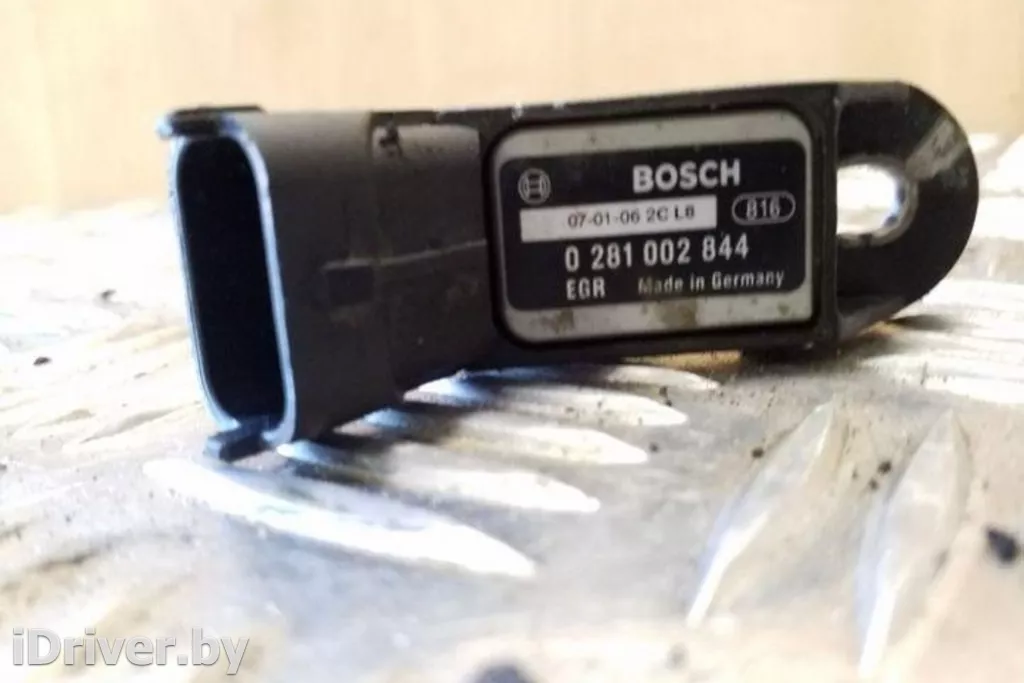 BOSCH
07-01-06 2C L8
816
0 281 002 844
EGR Made in Germany
iDriver.by